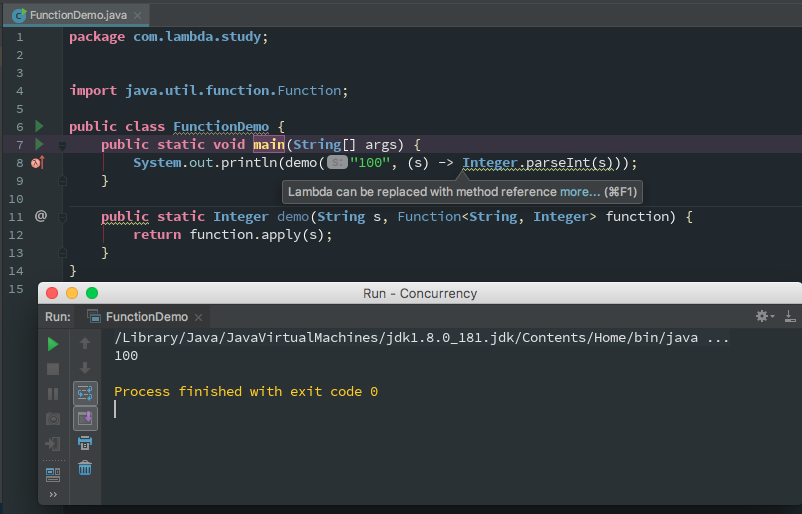 FunctionDemo.java
1 package com.lambda.study;
2
3
4 import java.util.function.Function;
5
6 public class FunctionDemo {
7 public static void main(String[] args) {
8 System.out.println(demo( s: "100", (s) -> Integer.parseInt(s)));
9 }
Lambda can be replaced with method reference more... (⌘F1)
10
11 @ public static Integer demo(String s, Function<String, Integer> function) {
12 return function.apply(s);
13 }
14 }
15
Run - Concurrency
Run: FunctionDemo
/Library/Java/JavaVirtualMachines/jdk1.8.0_181.jdk/Contents/Home/bin/java ...
100
Process finished with exit code 0